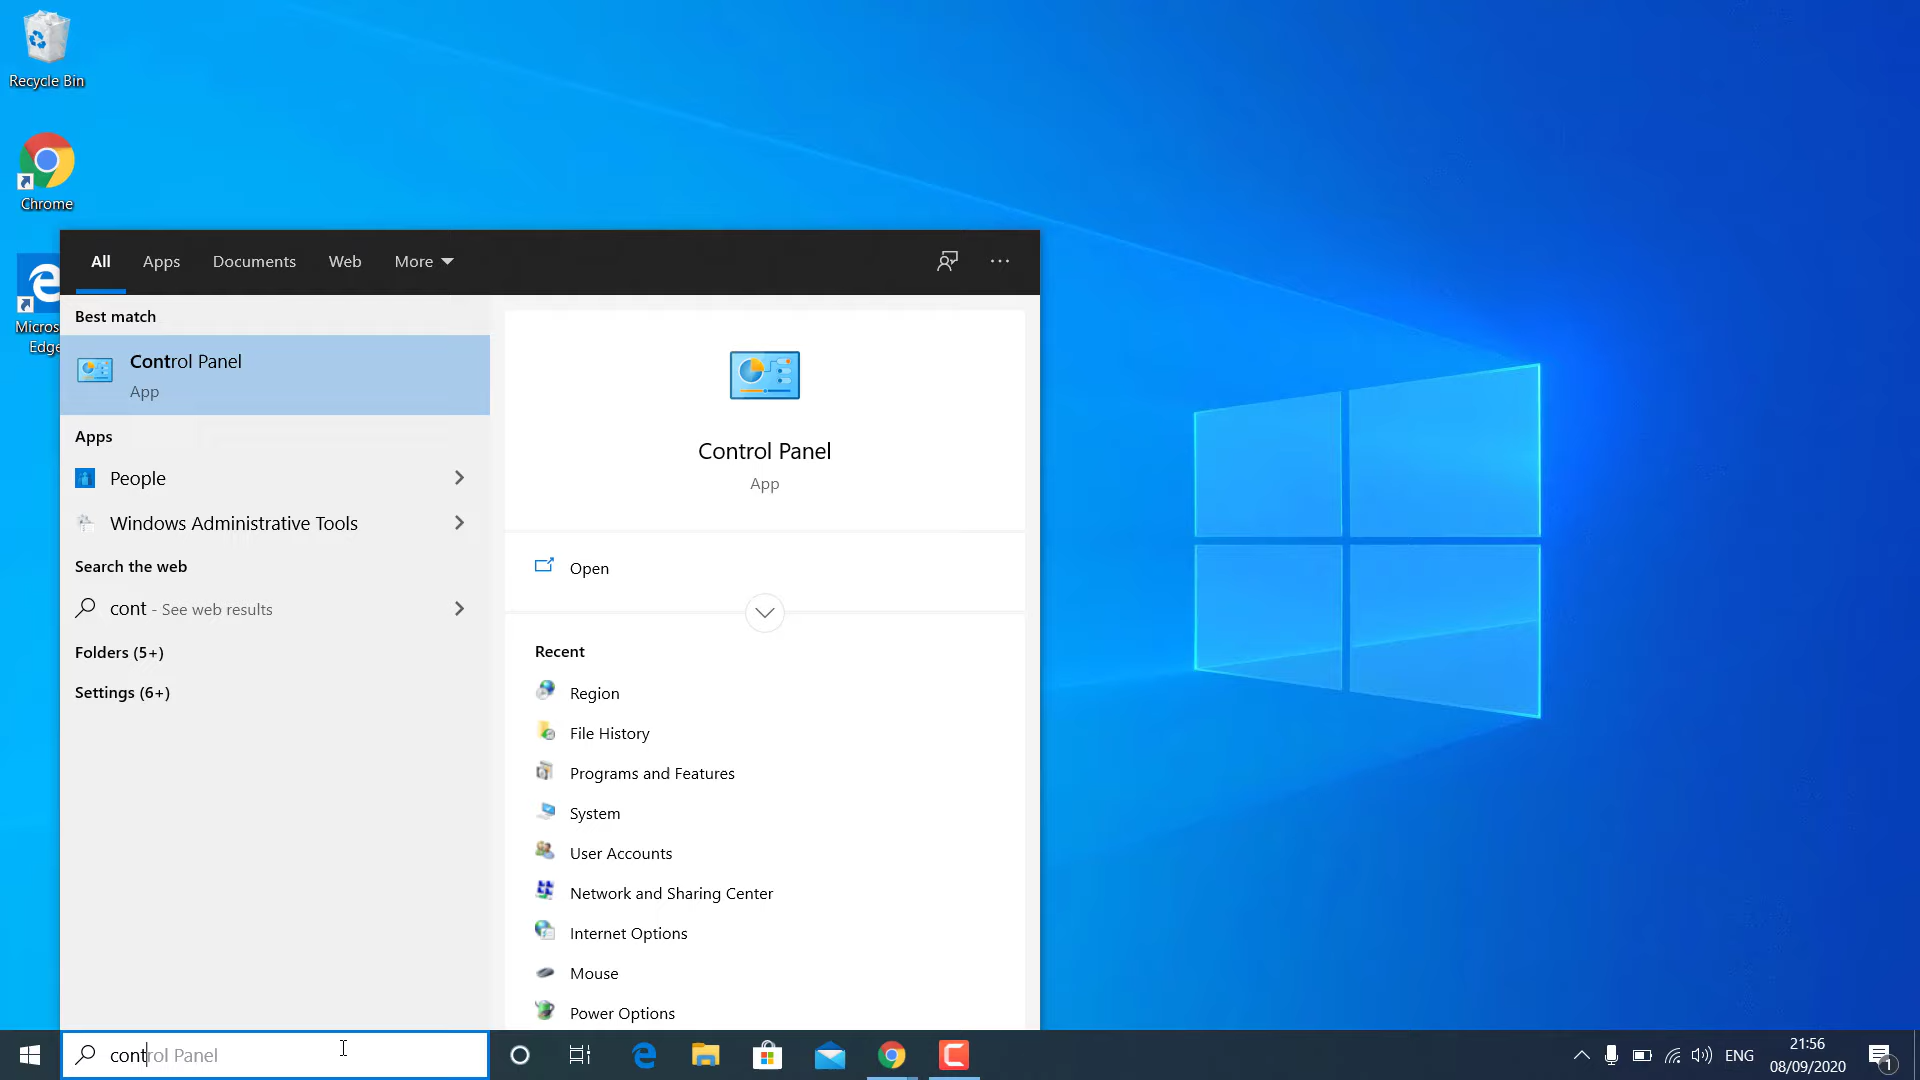 Recycle Bin
Chrome
Micros
Edge
All Apps Documents Web More
Best match
Control Panel
App
Apps
People
Windows Administrative Tools
Search the web
cont - See web results
Folders (5+)
Settings (6+)
Control Panel
App
Open
Recent
Region
File History
Programs and Features
System
User Accounts
Network and Sharing Center
Internet Options
Mouse
Power Options
control Panel
ENG
21:56
08/09/2020
1